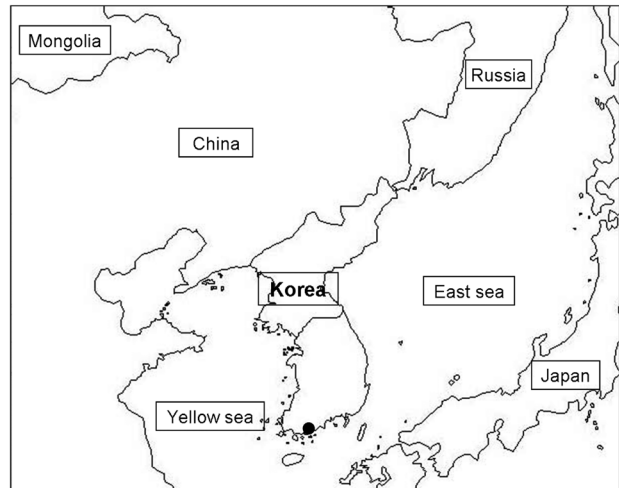 Mongolia
Russia
China
Korea
East sea
Japan
Yellow sea